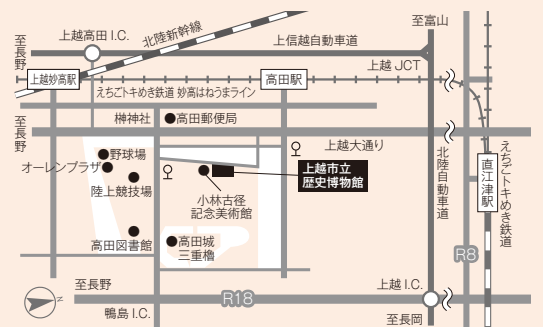 至富山
上越高田 I.C.
北陸新幹線
至長野
上信越自動車道
上越 JCT
上越妙高駅
高田駅
えちごトキめき鉄道 妙高はねうまライン
至長野
榊神社
高田郵便局
上越大通り
野球場
オーレンプラザ
陸上競技場
上越市立
歴史博物館
小林古径
記念美術館
北陸自動車道
直江津駅
えちごトキめき鉄道
高田図書館
高田城
三重櫓
R8
至長野
R18
上越 I.C.
鴨島 I.C.
至長岡
N